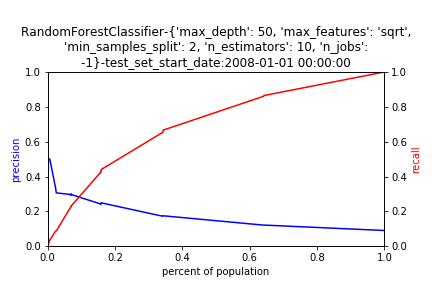 RandomForestClassifier-{'max_depth': 50, 'max_features': 'sqrt',
'min_samples_split': 2, 'n_estimators': 10, 'n_jobs':
-1}-test_set_start_date:2008-01-01 00:00:00
1.0
0.8
0.6
0.4
0.2
0.0
precision
1.0
0.8
0.6
0.4
0.2
0.0
recall
0.0 0.2 0.4 0.6 0.8 1.0
percent of population